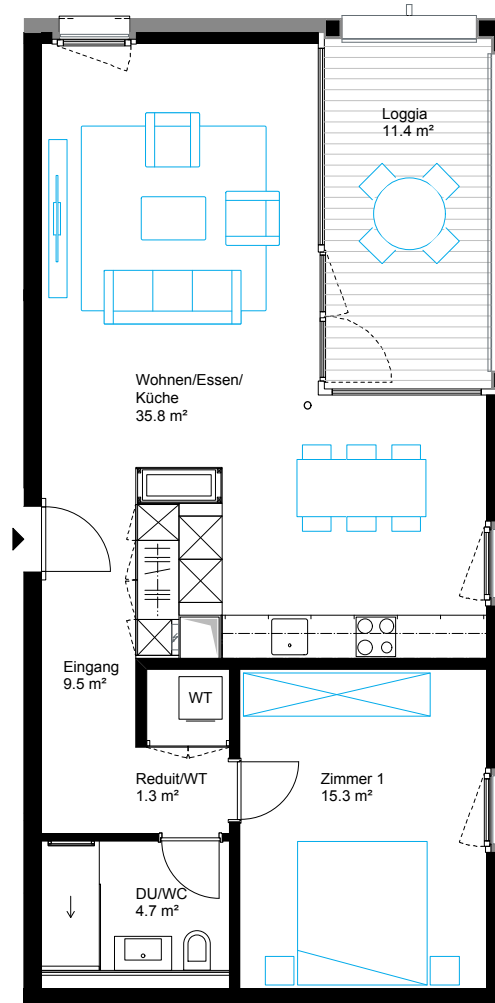 Loggia
11.4 m²
Wohnen/Essen/
Küche
35.8 m²
Eingang
9.5 m²
WT
Reduit/WT
1.3 m²
Zimmer 1
15.3 m²
DU/WC
4.7 m²